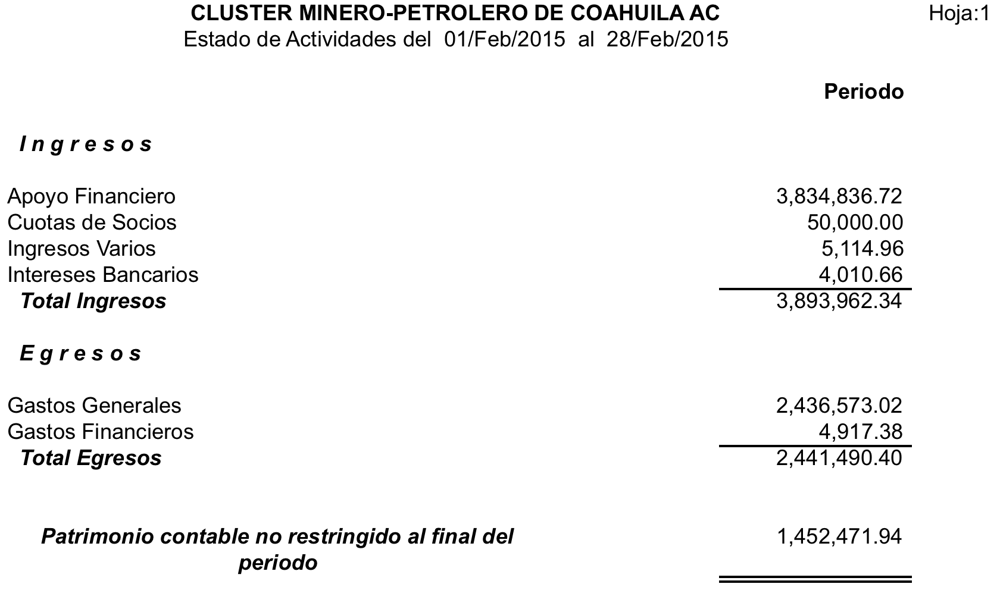 CLUSTER MINERO-PETROLERO DE COAHUILA AC Hoja:1
Estado de Actividades del 01/Feb/2015 al 28/Feb/2015
Periodo
I n g r e s o s
Apoyo Financiero 3,834,836.72
Cuotas de Socios 50,000.00
Ingresos Varios 5,114.96
Intereses Bancarios 4,010.66
Total Ingresos 3,893,962.34
E g r e s o s
Gastos Generales 2,436,573.02
Gastos Financieros 4,917.38
Total Egresos 2,441,490.40
Patrimonio contable no restringido al final del 1,452,471.94
periodo